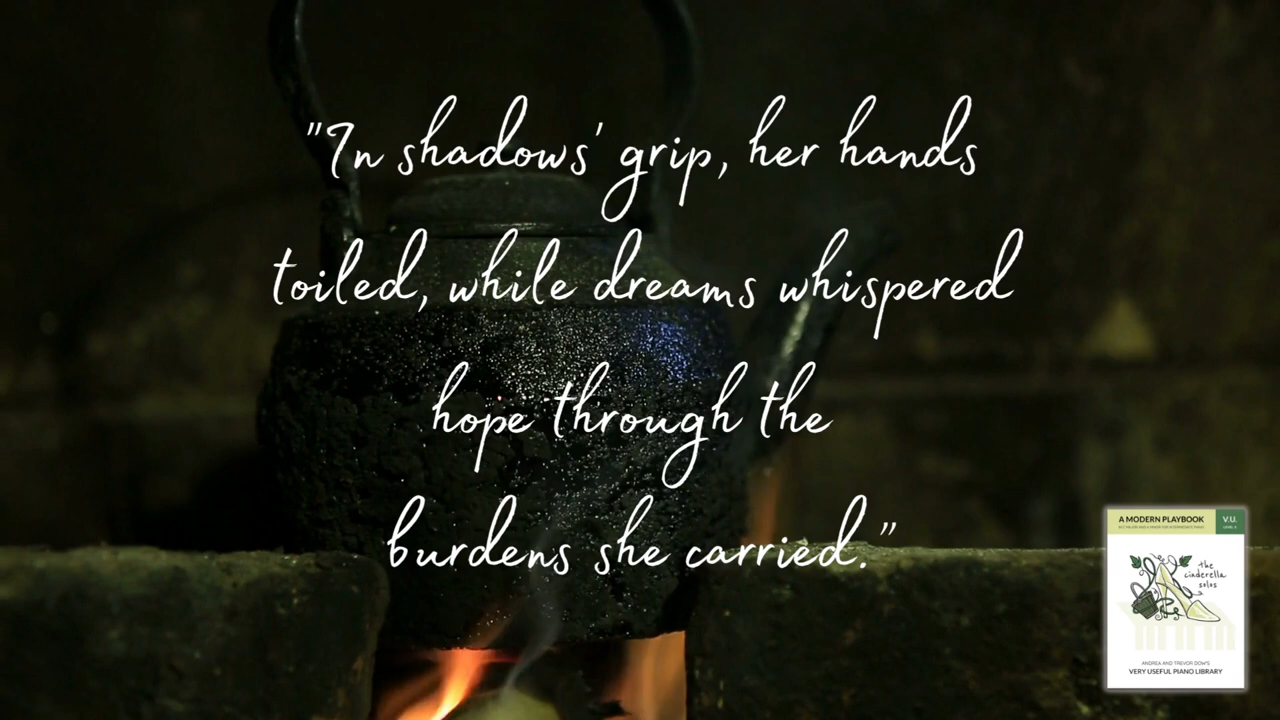 "In shadows' grip, her hands
toiled, while dreams whispered
hope through the
burdens she carried."
A MODERN PLAYBOOK
V.U.
the
cinderella
solos
ANDREA AND TREVOR DOW'S
VERY USEFUL PIANO LIBRARY